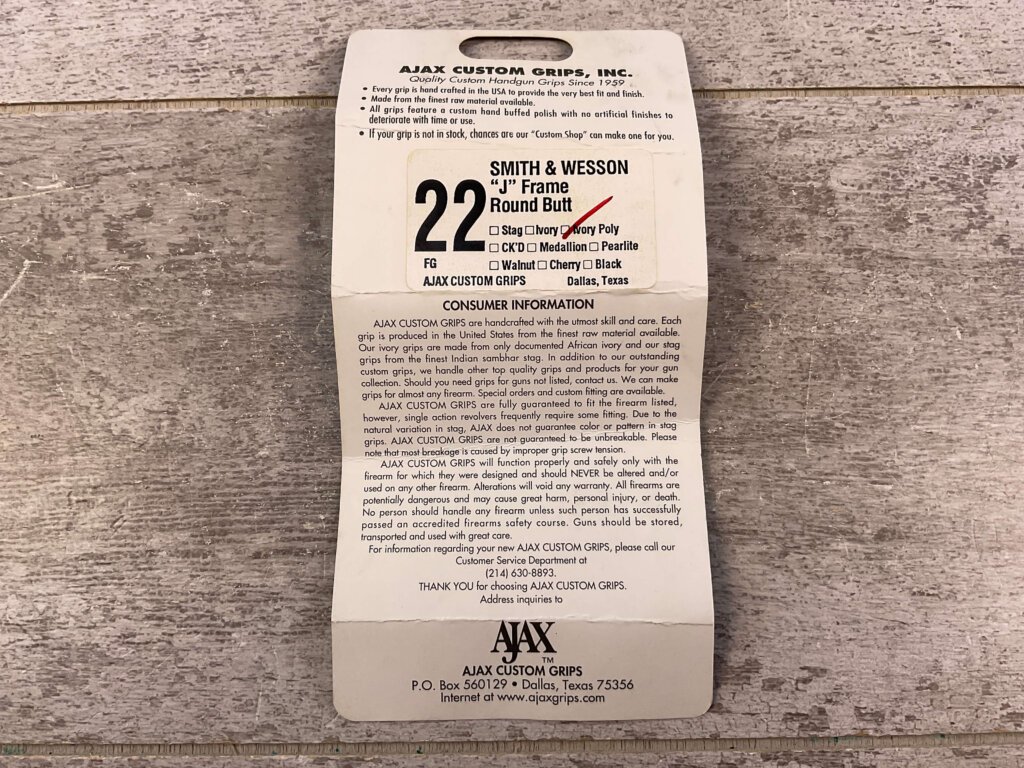 AJAX CUSTOM GRIPS, INC.
Quality Custom Handgun Grips Since 1959
• Every grip is hand crafted in the USA to provide the very best fit and finish.
• Made from the finest raw material available.
• All grips feature a custom hand buffed polish with no artificial finishes to
deteriorate with time or use.
• If your grip is not in stock, chances are our "Custom Shop" can make one for you.
22
FG
SMITH & WESSON
"J" Frame
Round Butt
☐ Stag ☐ Ivory ☑ Ivory Poly
☐ CK'D ☐ Medallion ☐ Pearlite
☐ Walnut ☐ Cherry ☐ Black
AJAX CUSTOM GRIPS Dallas, Texas
CONSUMER INFORMATION
AJAX CUSTOM GRIPS are handcrafted with the utmost skill and care. Each
grip is produced in the United States from the finest raw material available.
Our ivory grips are made from only documented African ivory and our stag
grips from the finest Indian sambhar stag. In addition to our outstanding
custom grips, we handle other top quality grips and products for your gun
collection. Should you need grips for guns not listed, contact us. We can make
grips for almost any firearm. Special orders and custom fitting are available.
AJAX CUSTOM GRIPS are fully guaranteed to fit the firearm listed,
however, single action revolvers frequently require some fitting. Due to the
natural variation in stag, AJAX does not guarantee color or pattern in stag
grips. AJAX CUSTOM GRIPS are not guaranteed to be unbreakable. Please
note that most breakage is caused by improper grip screw tension.
AJAX CUSTOM GRIPS will function properly and safely only with the
firearm for which they were designed and should NEVER be altered and/or
used on any other firearm. Alterations will void any warranty. All firearms are
potentially dangerous and may cause great harm, personal injury, or death.
No person should handle any firearm unless such person has successfully
passed an accredited firearms safety course. Guns should be stored,
transported and used with great care.
For information regarding your new AJAX CUSTOM GRIPS, please call our
Customer Service Department at
(214) 630-8893.
THANK YOU for choosing AJAX CUSTOM GRIPS.
Address inquiries to
AJAX™
AJAX CUSTOM GRIPS
P.O. Box 560129 • Dallas, Texas 75356
Internet at www.ajaxgrips.com